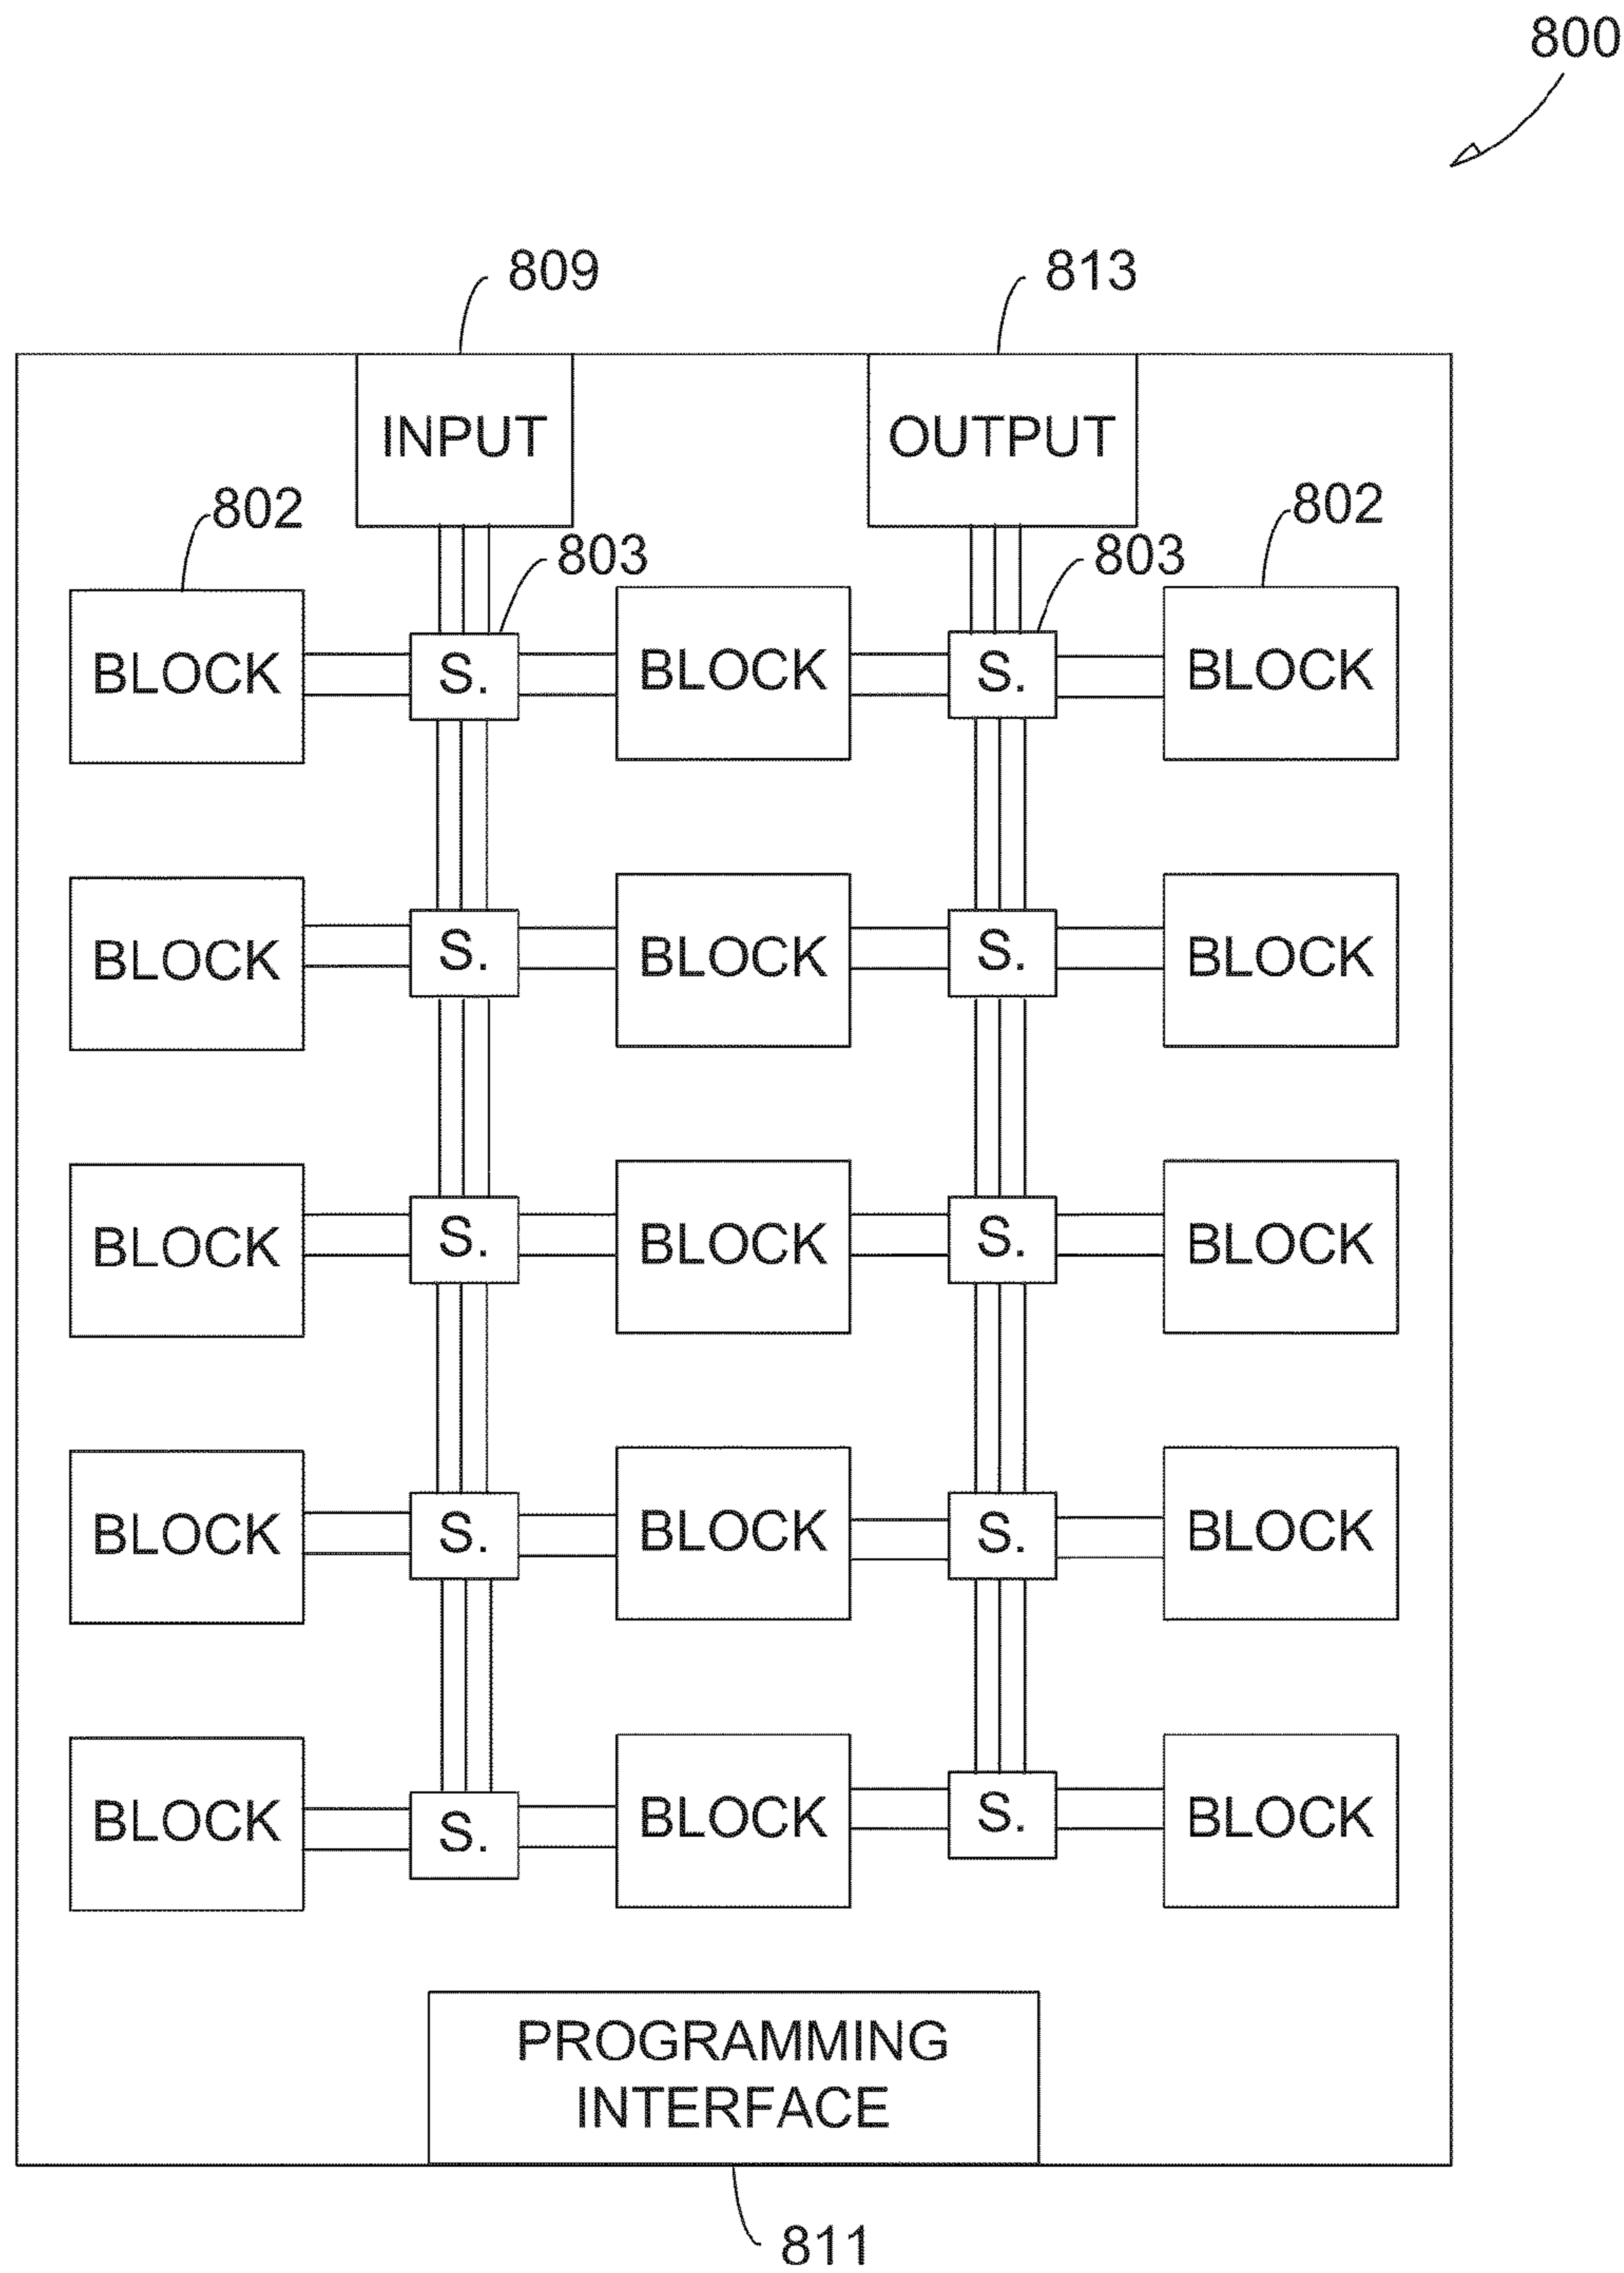 800
809
813
INPUT
OUTPUT
802
803
803
802
BLOCK
S.
BLOCK
S.
BLOCK
BLOCK
S.
BLOCK
S.
BLOCK
BLOCK
S.
BLOCK
S.
BLOCK
BLOCK
S.
BLOCK
S.
BLOCK
BLOCK
S.
BLOCK
S.
BLOCK
PROGRAMMING
INTERFACE
811